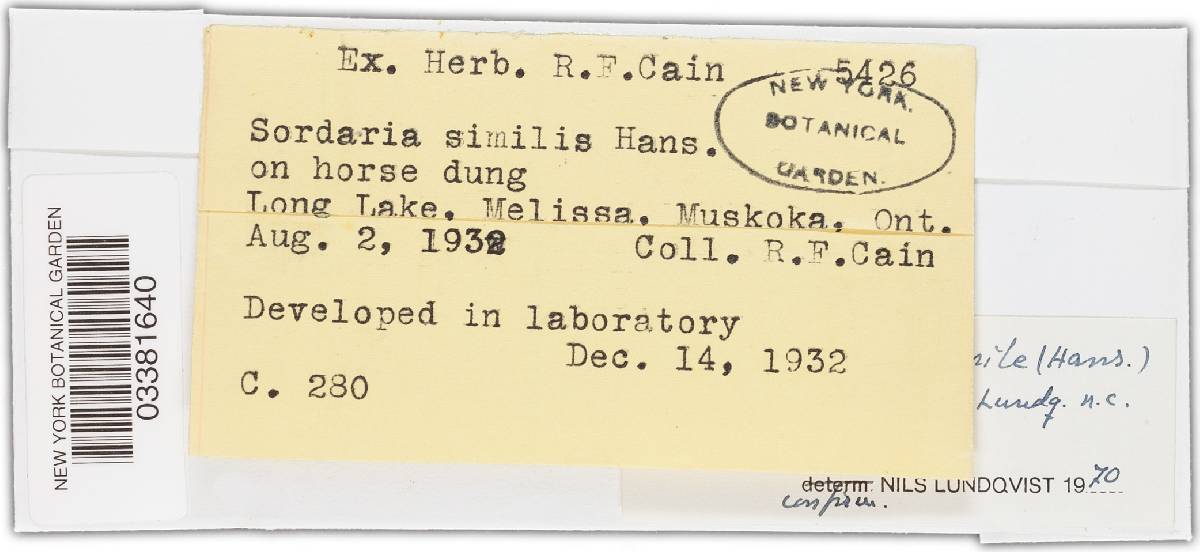 Ex. Herb. R.F.Cain 5426
NEW YORK
BOTANICAL
GARDEN.
Sordaria similis Hans.
on horse dung
Long Lake, Melissa, Muskoka, Ont.
Aug. 2, 1932 Coll. R.F.Cain
Developed in laboratory
Dec. 14, 1932
C. 280
NEW YORK BOTANICAL GARDEN
03381640
(Hans.)
Lundq. n.c.
determ. NILS LUNDQVIST 1970
confirm.